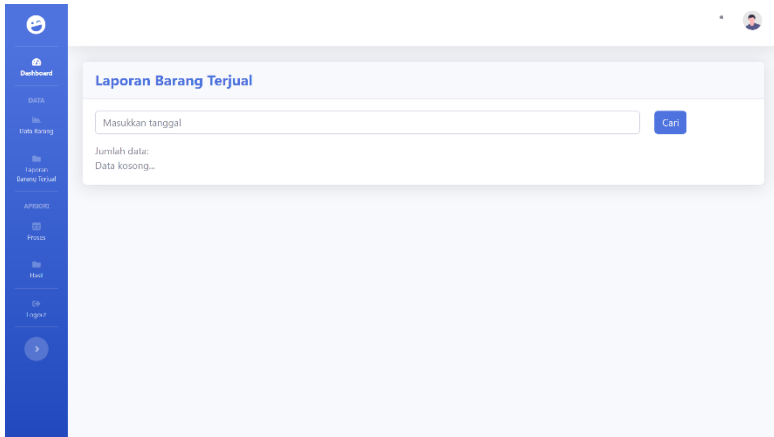 Dashboard
DATA
Data Barang
Laporan
Barang Terjual
APRIORI
Proses
Hasil
Logout
Laporan Barang Terjual
Masukkan tanggal
Cari
Jumlah data:
Data kosong...